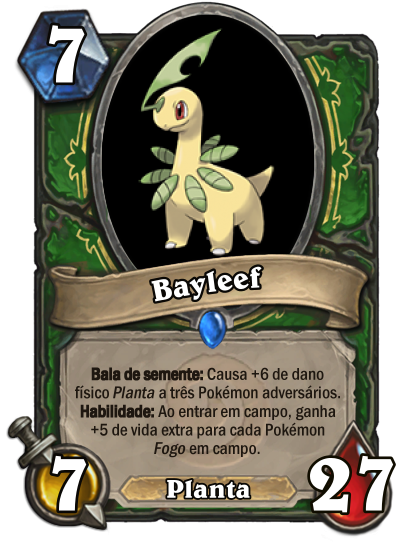 7
Bayleef
Bala de semente: Causa +6 de dano
físico Planta a três Pokémon adversários.
Habilidade: Ao entrar em campo, ganha
+5 de vida extra para cada Pokémon
Fogo em campo.
7
Planta
27